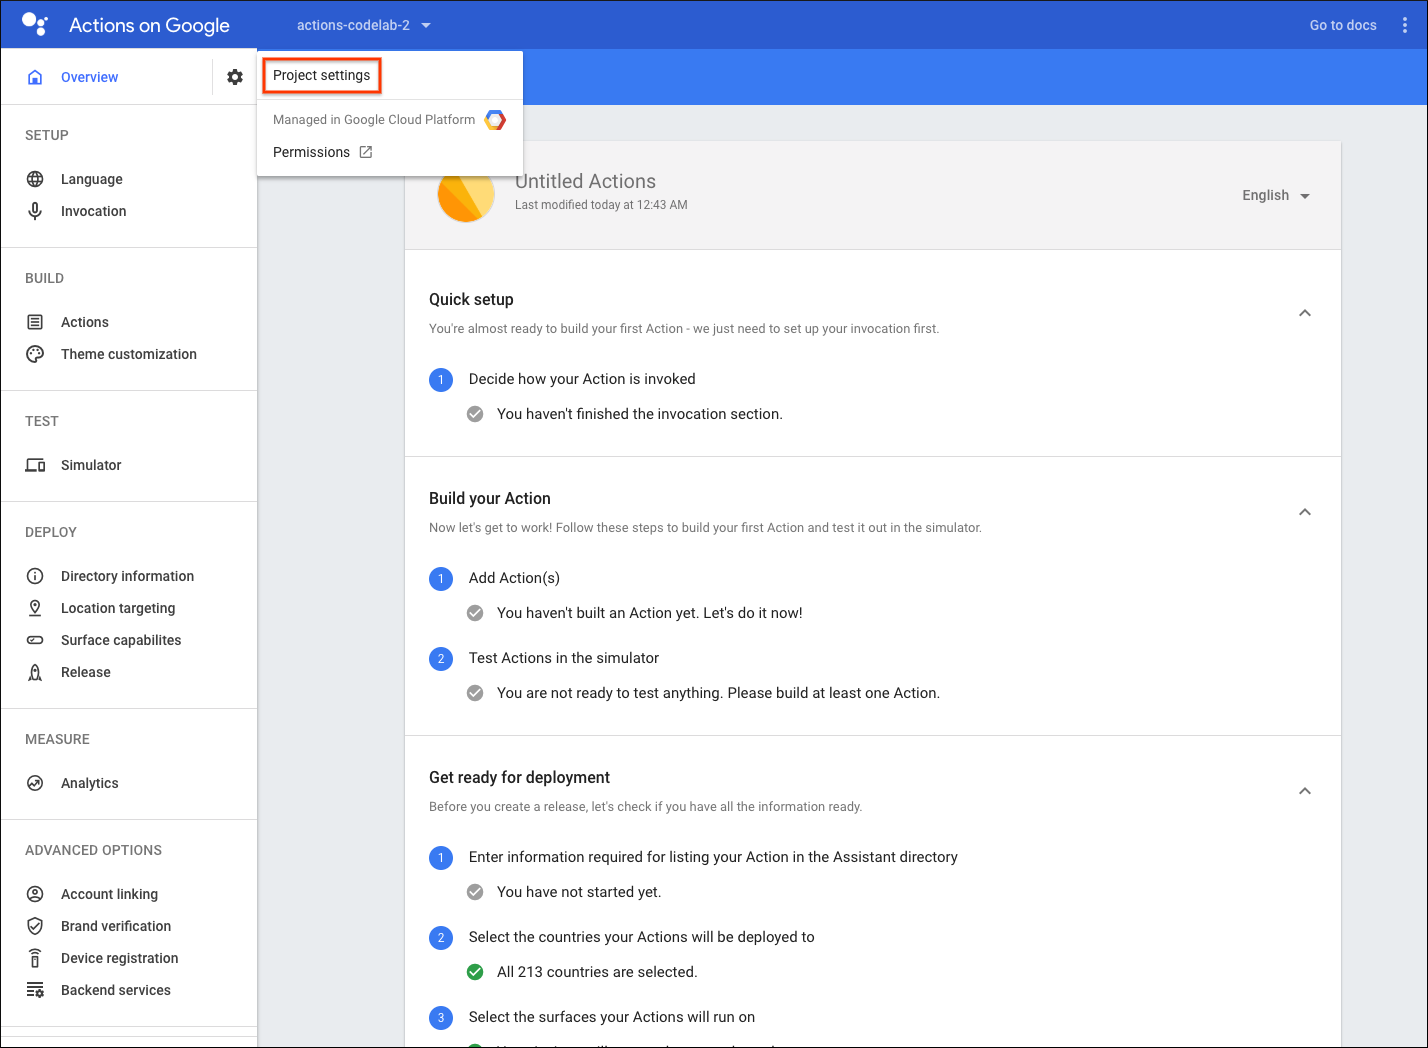 Actions on Google
actions-codelab-2
Go to docs
Overview
Project settings
Managed in Google Cloud Platform
Permissions
SETUP
Language
Invocation
BUILD
Actions
Theme customization
TEST
Simulator
DEPLOY
Directory information
Location targeting
Surface capabilites
Release
MEASURE
Analytics
ADVANCED OPTIONS
Account linking
Brand verification
Device registration
Backend services
Untitled Actions
Last modified today at 12:43 AM
English
Quick setup
You're almost ready to build your first Action - we just need to set up your invocation first.
1 Decide how your Action is invoked
You haven't finished the invocation section.
Build your Action
Now let's get to work! Follow these steps to build your first Action and test it out in the simulator.
1 Add Action(s)
You haven't built an Action yet. Let's do it now!
2 Test Actions in the simulator
You are not ready to test anything. Please build at least one Action.
Get ready for deployment
Before you create a release, let's check if you have all the information ready.
1 Enter information required for listing your Action in the Assistant directory
You have not started yet.
2 Select the countries your Actions will be deployed to
All 213 countries are selected.
3 Select the surfaces your Actions will run on